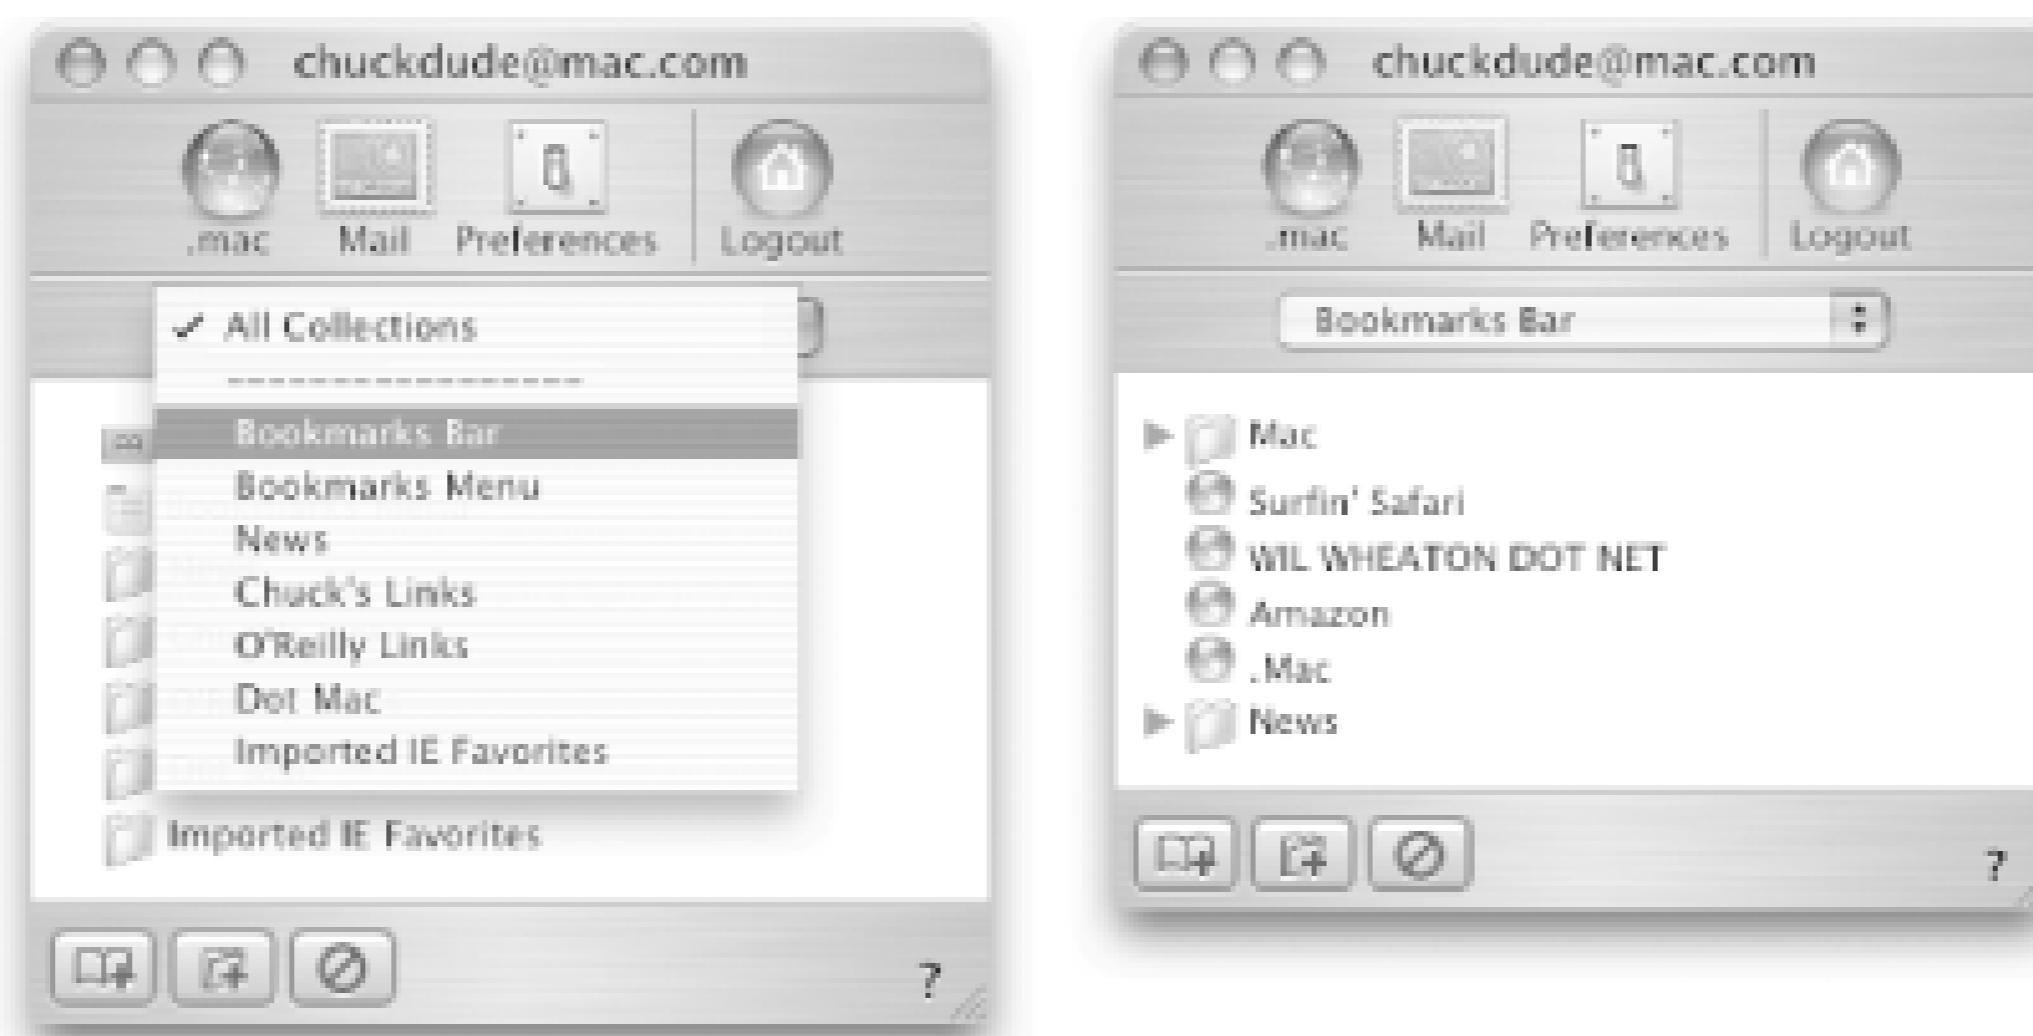 chuckdude@mac.com
.mac Mail Preferences Logout
✓ All Collections
------------------
Bookmarks Bar
Bookmarks Menu
News
Chuck's Links
O'Reilly Links
Dot Mac
Imported IE Favorites
Imported IE Favorites
?
chuckdude@mac.com
.mac Mail Preferences Logout
Bookmarks Bar
Mac
Surfin' Safari
WIL WHEATON DOT NET
Amazon
.Mac
News
?